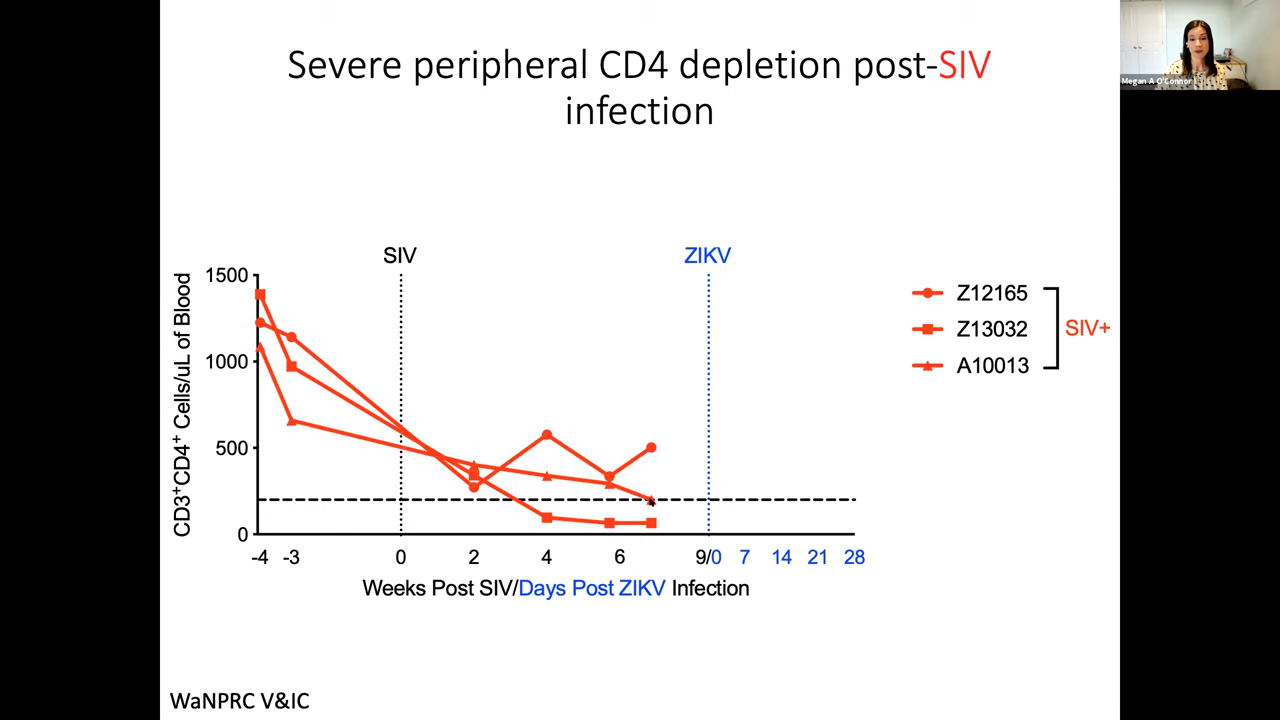 Severe peripheral CD4 depletion post-SIV
infection
Megan A O'Connor
SIV
ZIKV
CD3+CD4+ Cells/uL of Blood
1500
1000
500
0
Z12165
Z13032
A10013
SIV+
-4 -3 0 2 4 6 9/0 7 14 21 28
Weeks Post SIV/Days Post ZIKV Infection
WaNPRC V&IC